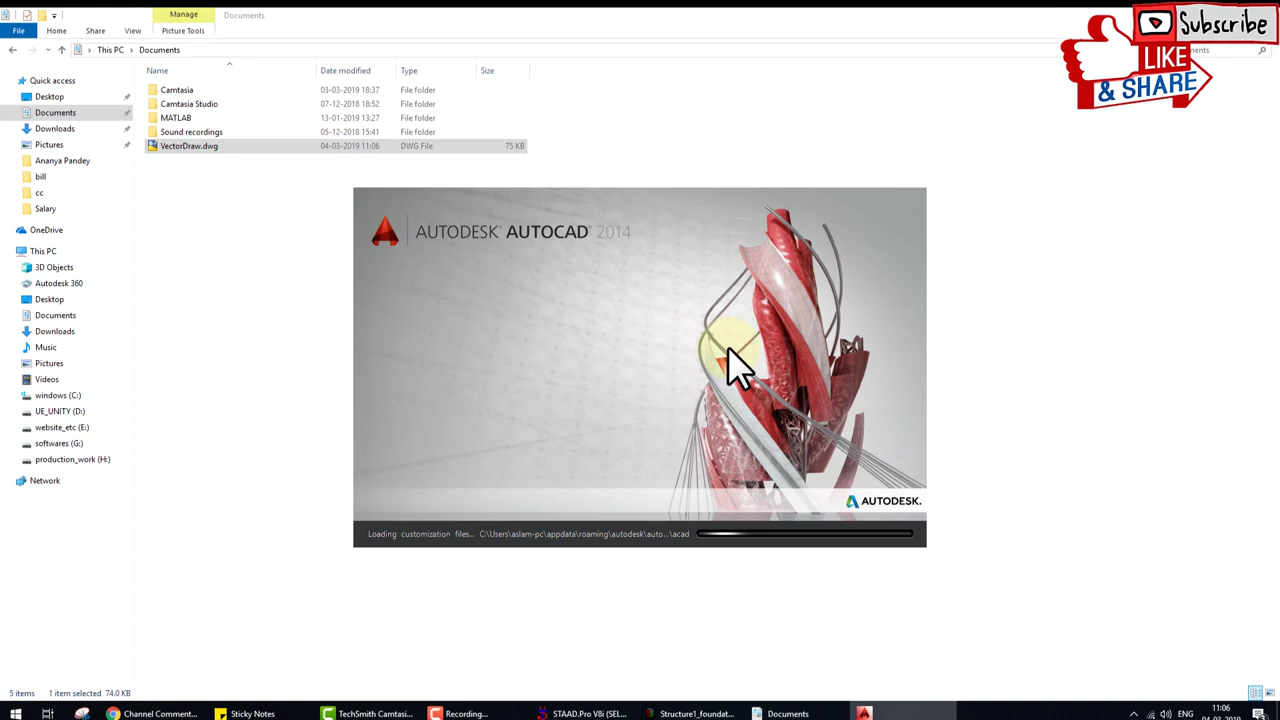 Manage
Documents
File
Home
Share
View
Picture Tools
This PC
Documents
Subscribe
LIKE
& SHARE
Name
Date modified
Type
Size
Camtasia
03-03-2019 18:37
File folder
Camtasia Studio
07-12-2018 18:52
File folder
MATLAB
13-01-2019 13:27
File folder
Sound recordings
05-12-2018 15:41
File folder
VectorDraw.dwg
04-03-2019 11:06
DWG File
75 KB
Quick access
Desktop
Documents
Downloads
Pictures
Ananya Pandey
bill
cc
Salary
OneDrive
This PC
3D Objects
Autodesk 360
Desktop
Documents
Downloads
Music
Pictures
Videos
windows (C:)
UE_UNITY (D:)
website_etc (E:)
softwares (G:)
production_work (H:)
Network
AUTODESK® AUTOCAD® 2014
AUTODESK.
Loading customization files... C:\Users\aslam-pc\appdata\roaming\autodesk\auto...\acad
5 items
1 item selected 74.0 KB
Channel Comment...
Sticky Notes
TechSmith Camtasi...
Recording...
STAAD.Pro V8i (SEL...
Structure1_foundat...
Documents
ENG
11:06
04-03-2019